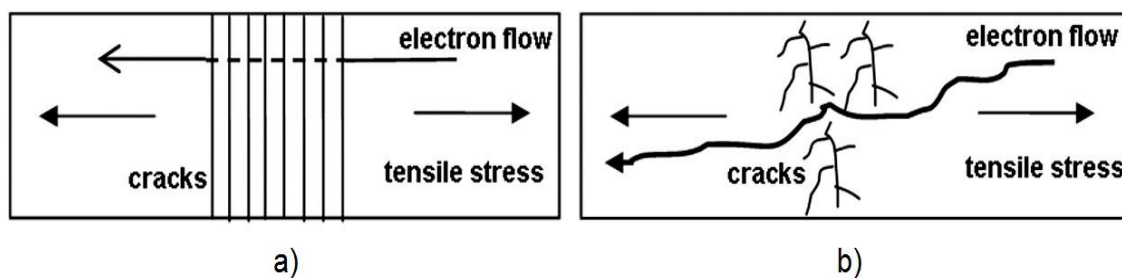 electron flow
cracks
tensile stress
a)
electron flow
cracks
tensile stress
b)